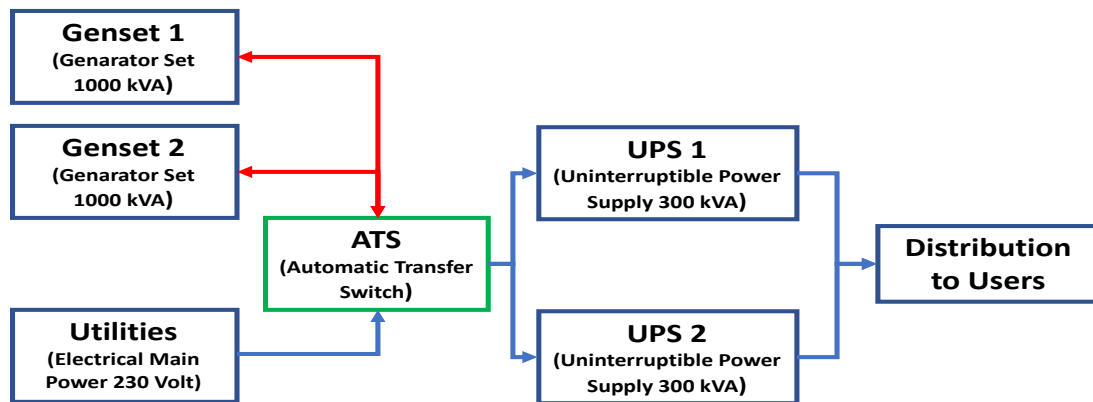 Genset 1
(Genarator Set
1000 kVA)
Genset 2
(Genarator Set
1000 kVA)
ATS
(Automatic Transfer
Switch)
Utilities
(Electrical Main
Power 230 Volt)
UPS 1
(Uninterruptible Power
Supply 300 kVA)
UPS 2
(Uninterruptible Power
Supply 300 kVA)
Distribution
to Users